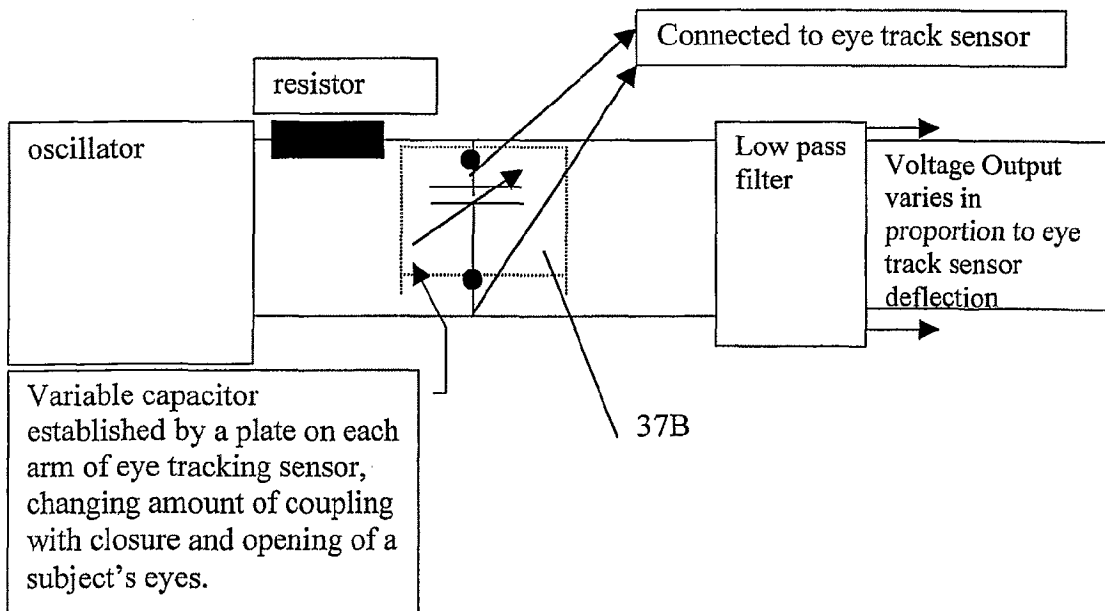 Connected to eye track sensor
resistor
oscillator
Low pass
filter
Voltage Output
varies in
proportion to eye
track sensor
deflection
Variable capacitor
established by a plate on each
arm of eye tracking sensor,
changing amount of coupling
with closure and opening of a
subject's eyes.
37B